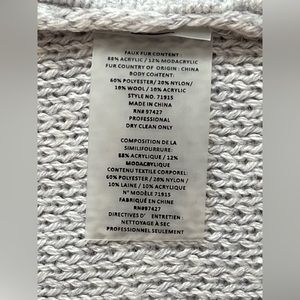 FAUX FUR CONTENT :
88% ACRYLIC / 12% MODACRYLIC
FUR COUNTRY OF ORIGIN : CHINA
BODY CONTENT:
60% POLYESTER / 20% NYLON/
10% WOOL / 10% ACRYLIC
STYLE NO. 71915
MADE IN CHINA
RN# 97427
PROFESSIONAL
DRY CLEAN ONLY
COMPOSITION DE LA
SIMILIFOURRURE:
88% ACRYLIQUE / 12%
MODACRYLIQUE
CONTENU TEXTILE CORPOREL:
60% POLYESTER / 20% NYLON /
10% LAINE / 10% ACRYLIQUE
N° MODÈLE 71915
FABRIQUÉ EN CHINE
RN#97427
DIRECTIVES D' ENTRETIEN
NETTOYAGE À SEC
PROFESSIONNEL SEULEMENT